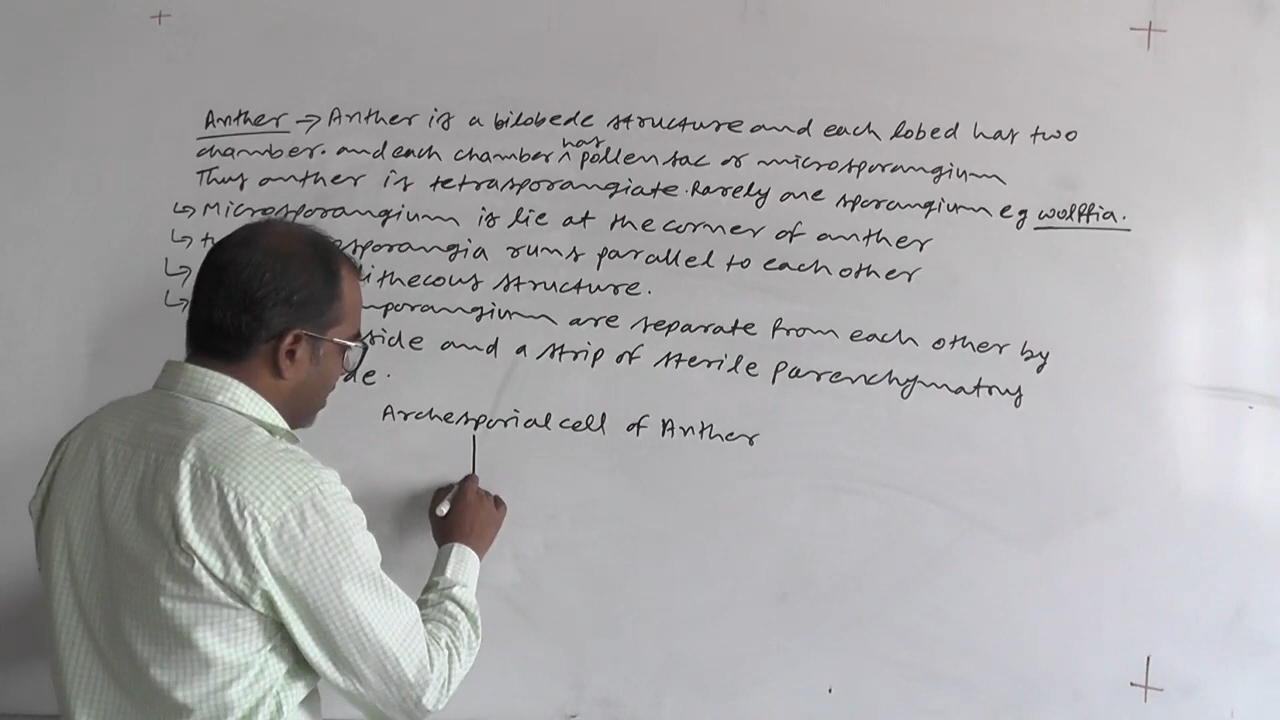 Anther → Anther is a bilobede structure and each lobed has two
chamber. and each chamber ^ has pollen sac or microsporangium
Thus anther is tetrasporangiate. Rarely one sporangium eg wolffia.
↳ Microsporangium is lie at the corner of anther
↳ sporangia runs parallel to each other
↳ dithecous structure.
↳ sporangium are separate from each other by
side and a strip of sterile parenchymatous
Archesporial cell of Anther